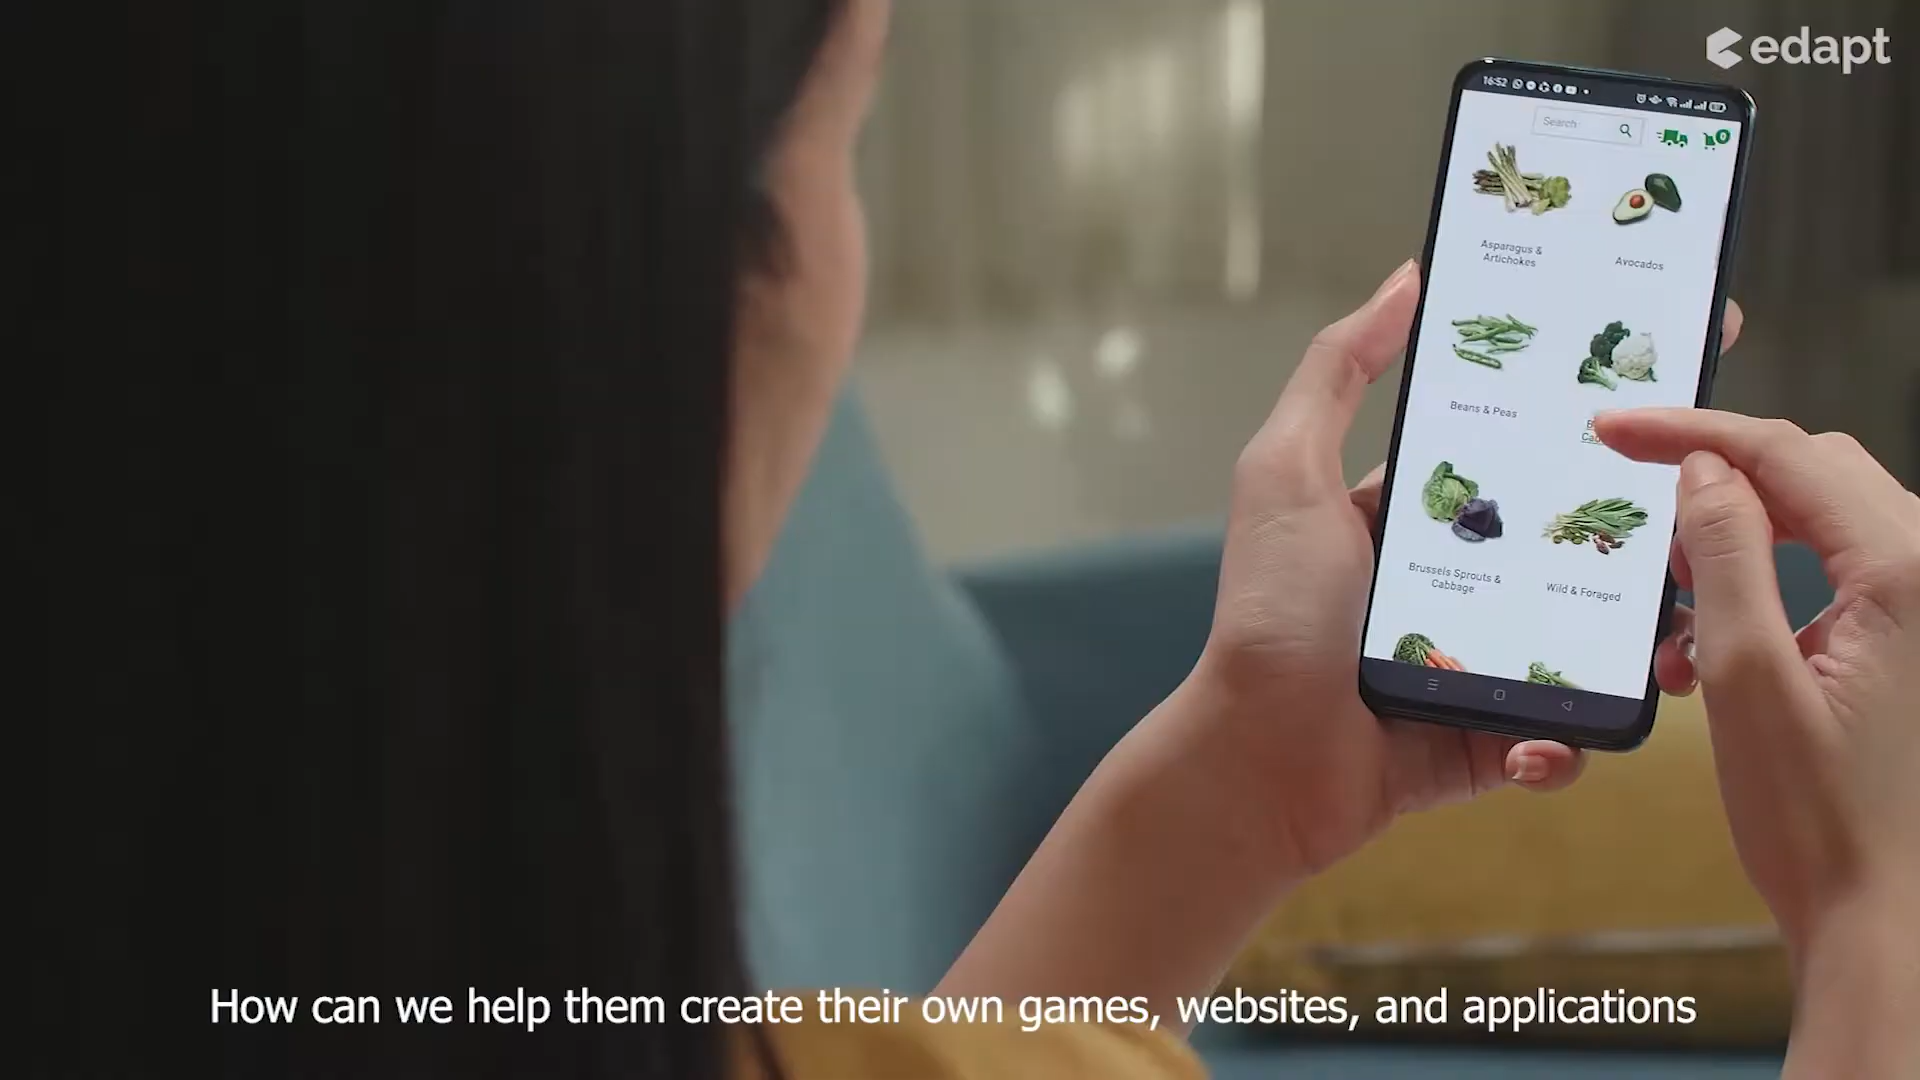 edapt
16:52
Search
0
Asparagus &
Artichokes
Avocados
Beans & Peas
Brussels Sprouts &
Cabbage
Wild & Foraged
How can we help them create their own games, websites, and applications